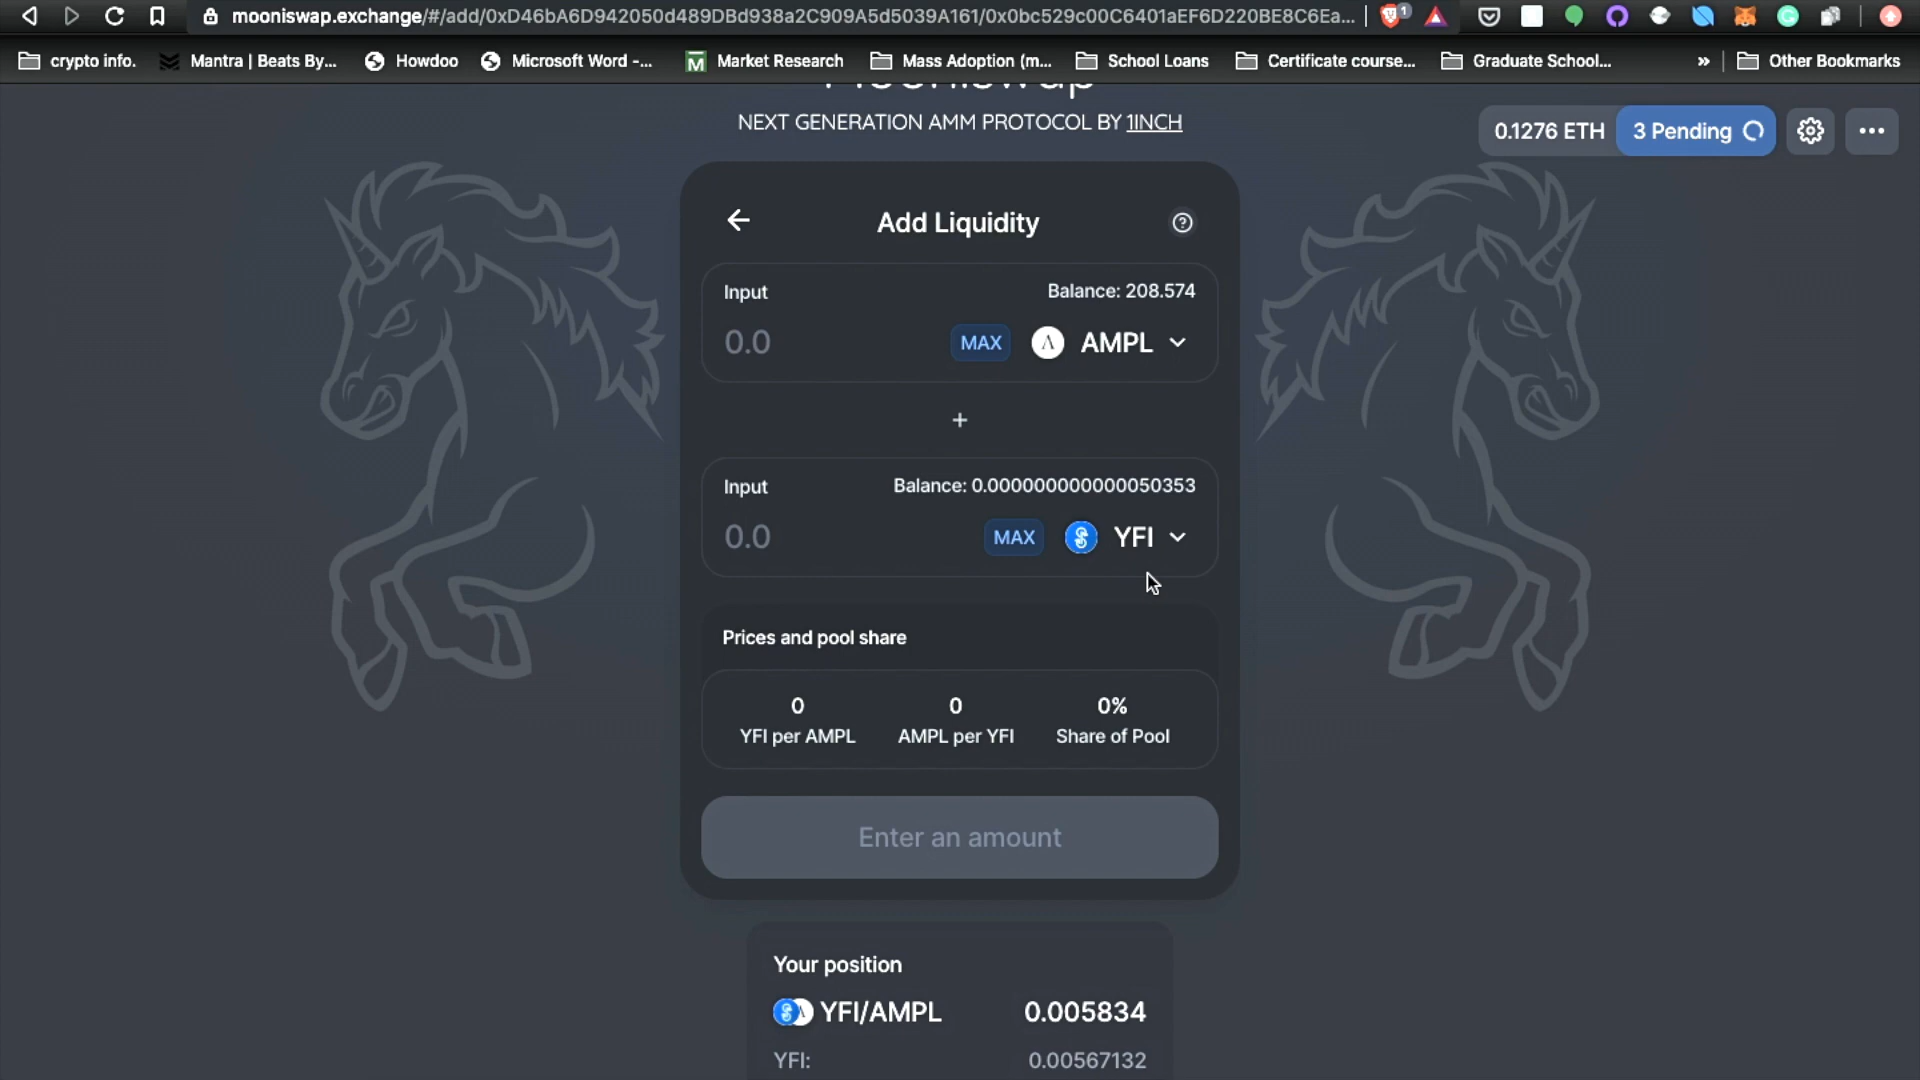 mooniswap.exchange/#/add/0xD46bA6D942050d489DBd938a2C909A5d5039A161/0x0bc529c00C6401aEF6D220BE8C6Ea...
1
crypto info.
Mantra | Beats By...
Howdoo
Microsoft Word -...
Market Research
Mass Adoption (m...
School Loans
Certificate course...
Graduate School...
»
Other Bookmarks
Mooniswap
NEXT GENERATION AMM PROTOCOL BY 1INCH
0.1276 ETH
3 Pending
Add Liquidity
Input
Balance: 208.574
0.0
MAX
AMPL
+
Input
Balance: 0.000000000000050353
0.0
MAX
YFI
Prices and pool share
0
0
0%
YFI per AMPL
AMPL per YFI
Share of Pool
Enter an amount
Your position
YFI/AMPL
0.005834
YFI:
0.00567132